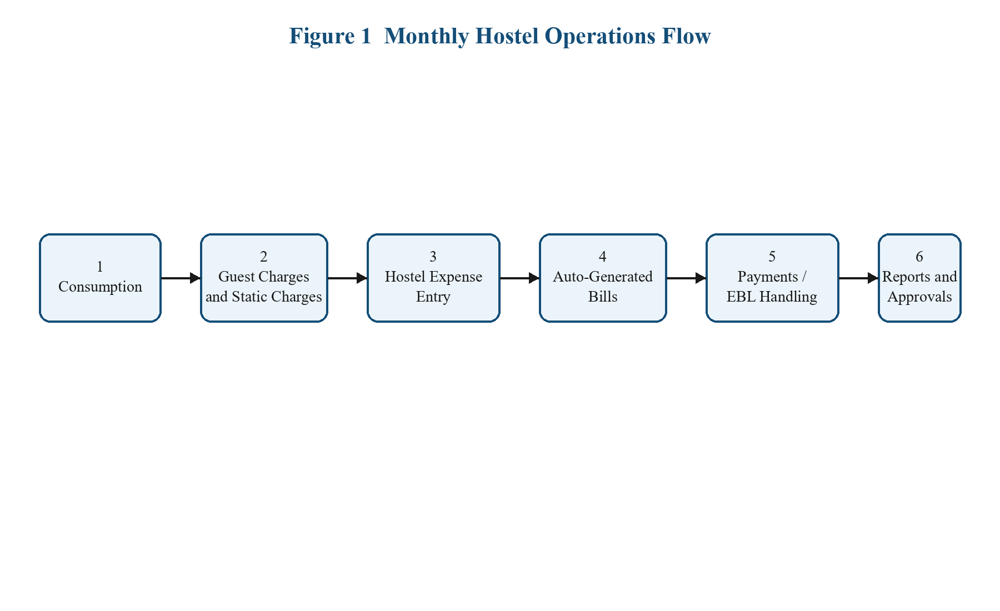 Figure 1  Monthly Hostel Operations Flow
1
Consumption
2
Guest Charges
and Static Charges
3
Hostel Expense
Entry
4
Auto-Generated
Bills
5
Payments /
EBL Handling
6
Reports and
Approvals